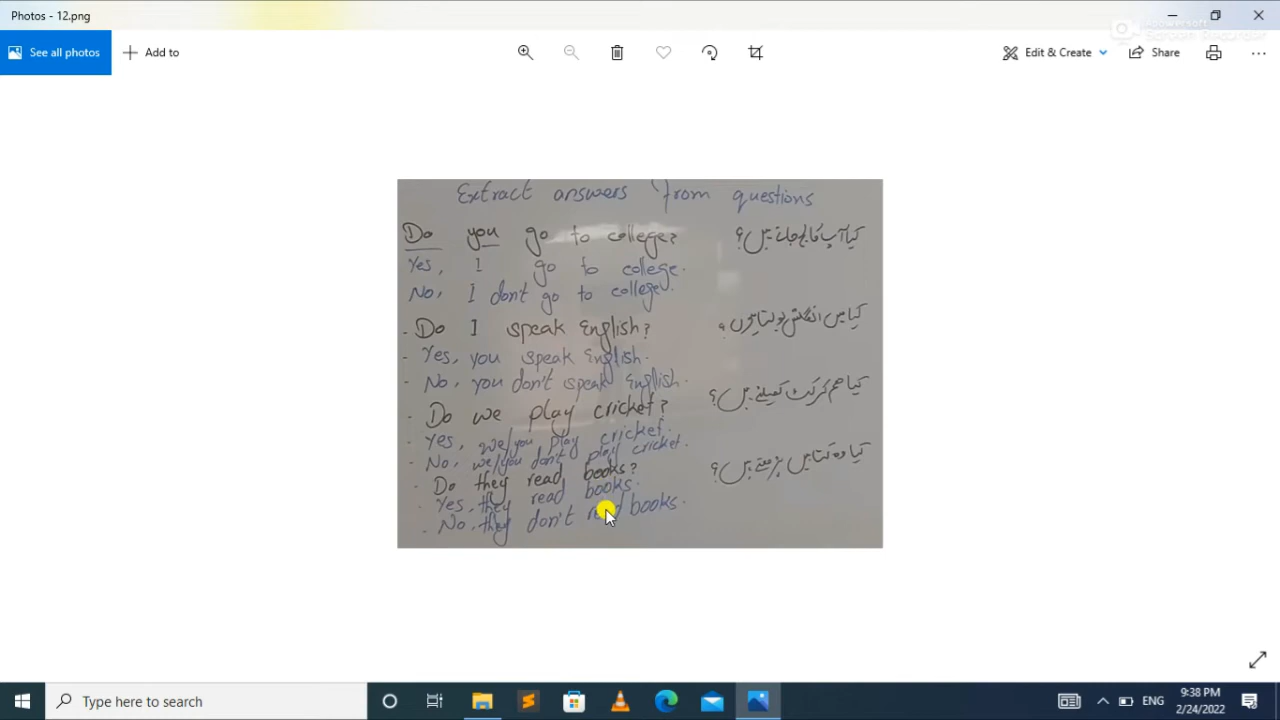 Photos - 12.png
Apowersoft
Screen Recorder
See all photos
Add to
Edit & Create
Share
Extract answers from questions
Do you go to college? کیا آپ کالج جاتے ہیں؟
Yes, I go to college.
No, I don't go to college.
- Do I speak English? کیا میں انگلش بولتا ہوں؟
- Yes, you speak English.
- No, you don't speak English.
- Do we play cricket? کیا ہم کرکٹ کھیلتے ہیں؟
- Yes, we/you play cricket.
- No, we/you don't play cricket.
- Do they read books? کیا وہ کتابیں پڑھتے ہیں؟
- Yes, they read books.
- No, they don't read books.
Type here to search
ENG
9:38 PM
2/24/2022